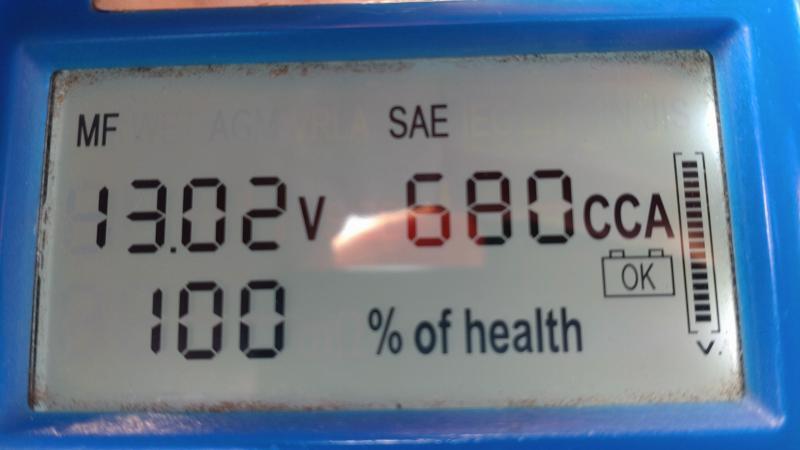 MF SAE
13.02 V 680 CCA
OK
100 % of health